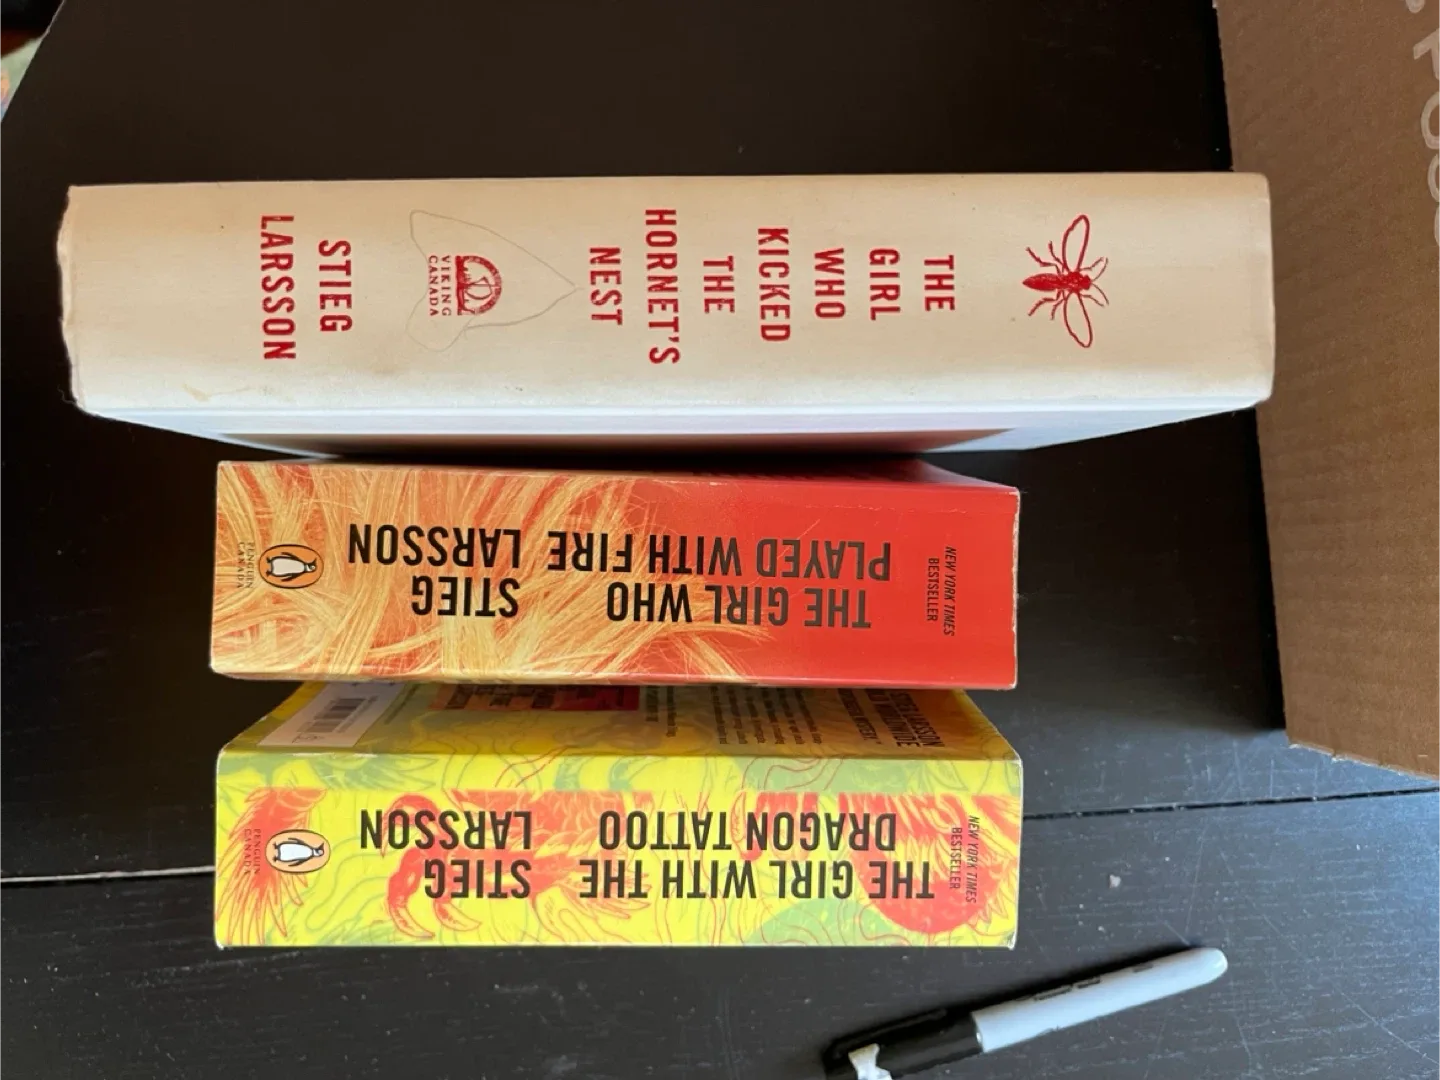 THE
GIRL
WHO
KICKED
THE
HORNET'S
NEST
VIKING
CANADA
STIEG
LARSSON
NEW YORK TIMES
BESTSELLER
THE GIRL WHO
PLAYED WITH FIRE
STIEG
LARSSON
PENGUIN
CANADA
NEW YORK TIMES
BESTSELLER
THE GIRL WITH THE
DRAGON TATTOO
STIEG
LARSSON
PENGUIN
CANADA